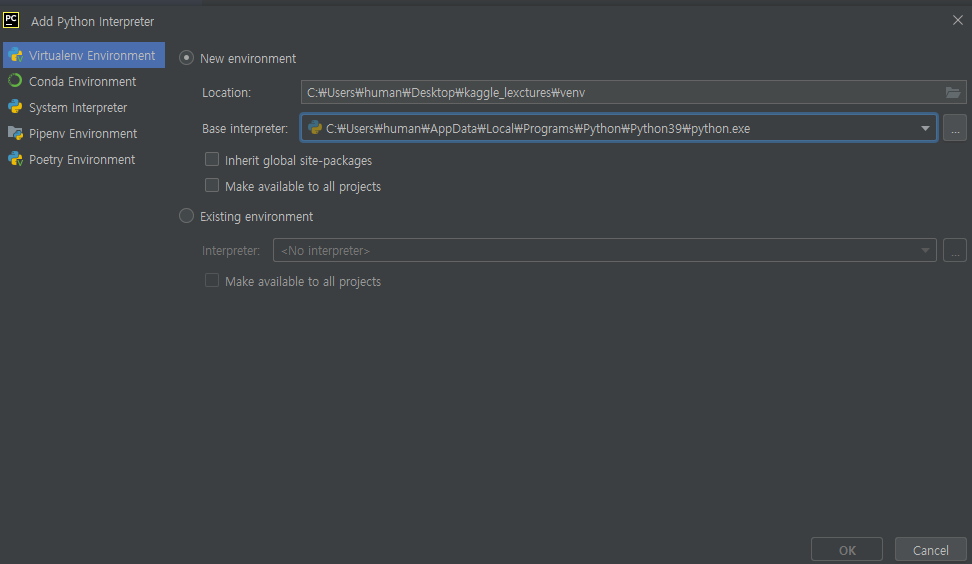 PC Add Python Interpreter
Virtualenv Environment
Conda Environment
System Interpreter
Pipenv Environment
Poetry Environment
New environment
Location: C:₩Users₩human₩Desktop₩kaggle_lexctures₩venv
Base interpreter: C:₩Users₩human₩AppData₩Local₩Programs₩Python₩Python39₩python.exe ...
Inherit global site-packages
Make available to all projects
Existing environment
Interpreter: <No interpreter> ...
Make available to all projects
OK Cancel